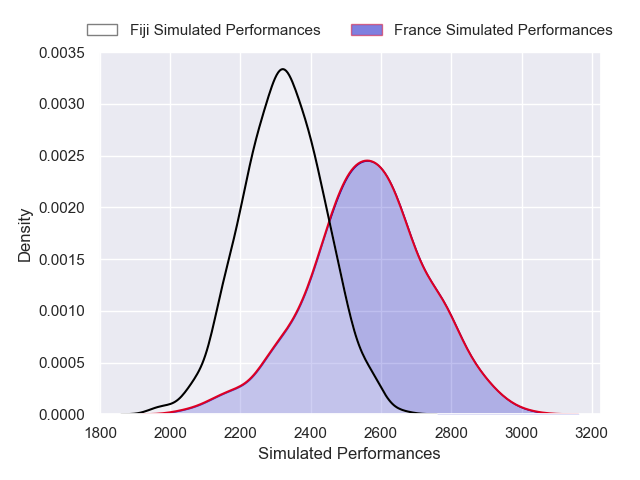 Fiji Simulated Performances
France Simulated Performances
0.0035
0.0030
0.0025
0.0020
0.0015
0.0010
0.0005
0.0000
Density
1800 2000 2200 2400 2600 2800 3000 3200
Simulated Performances